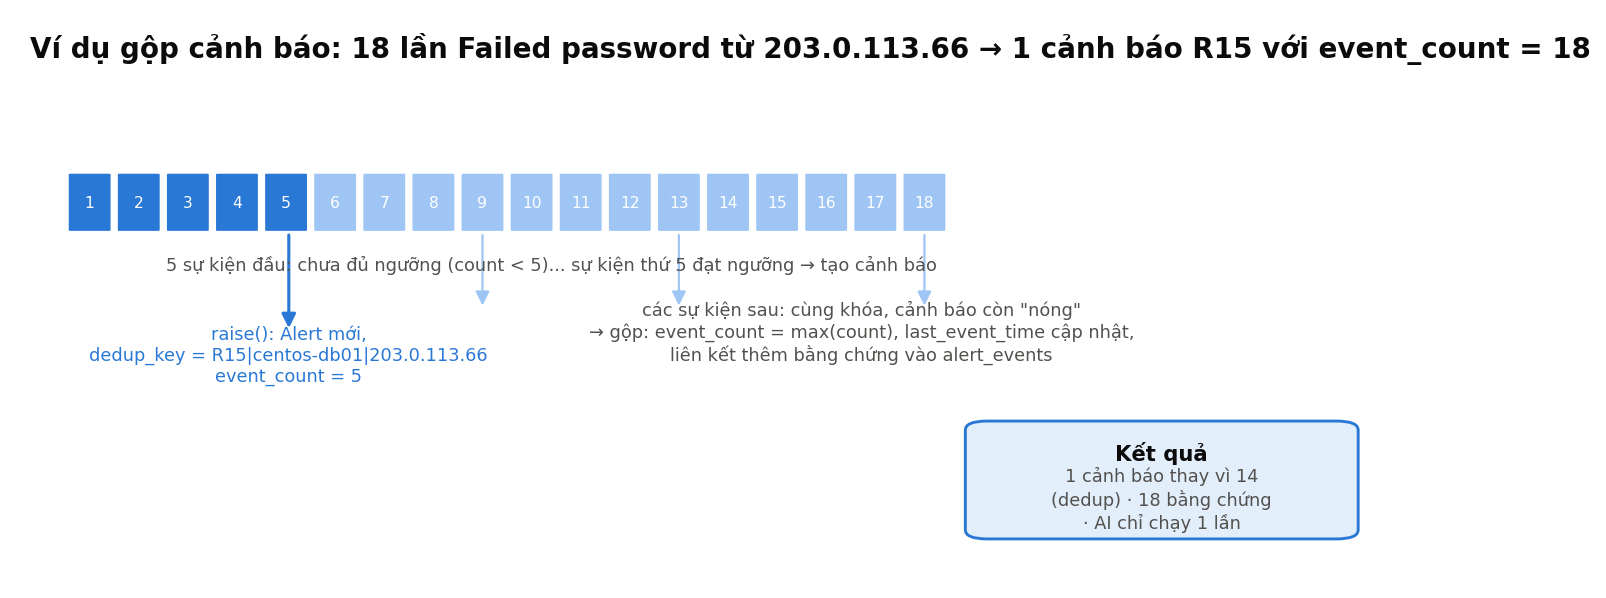 Ví dụ gộp cảnh báo: 18 lần Failed password từ 203.0.113.66 → 1 cảnh báo R15 với event_count = 18
1 2 3 4 5 6 7 8 9 10 11 12 13 14 15 16 17 18
5 sự kiện đầu: chưa đủ ngưỡng (count < 5)... sự kiện thứ 5 đạt ngưỡng → tạo cảnh báo
raise(): Alert mới,
dedup_key = R15|centos-db01|203.0.113.66
event_count = 5
các sự kiện sau: cùng khóa, cảnh báo còn "nóng"
→ gộp: event_count = max(count), last_event_time cập nhật,
liên kết thêm bằng chứng vào alert_events
Kết quả
1 cảnh báo thay vì 14
(dedup) · 18 bằng chứng
· AI chỉ chạy 1 lần